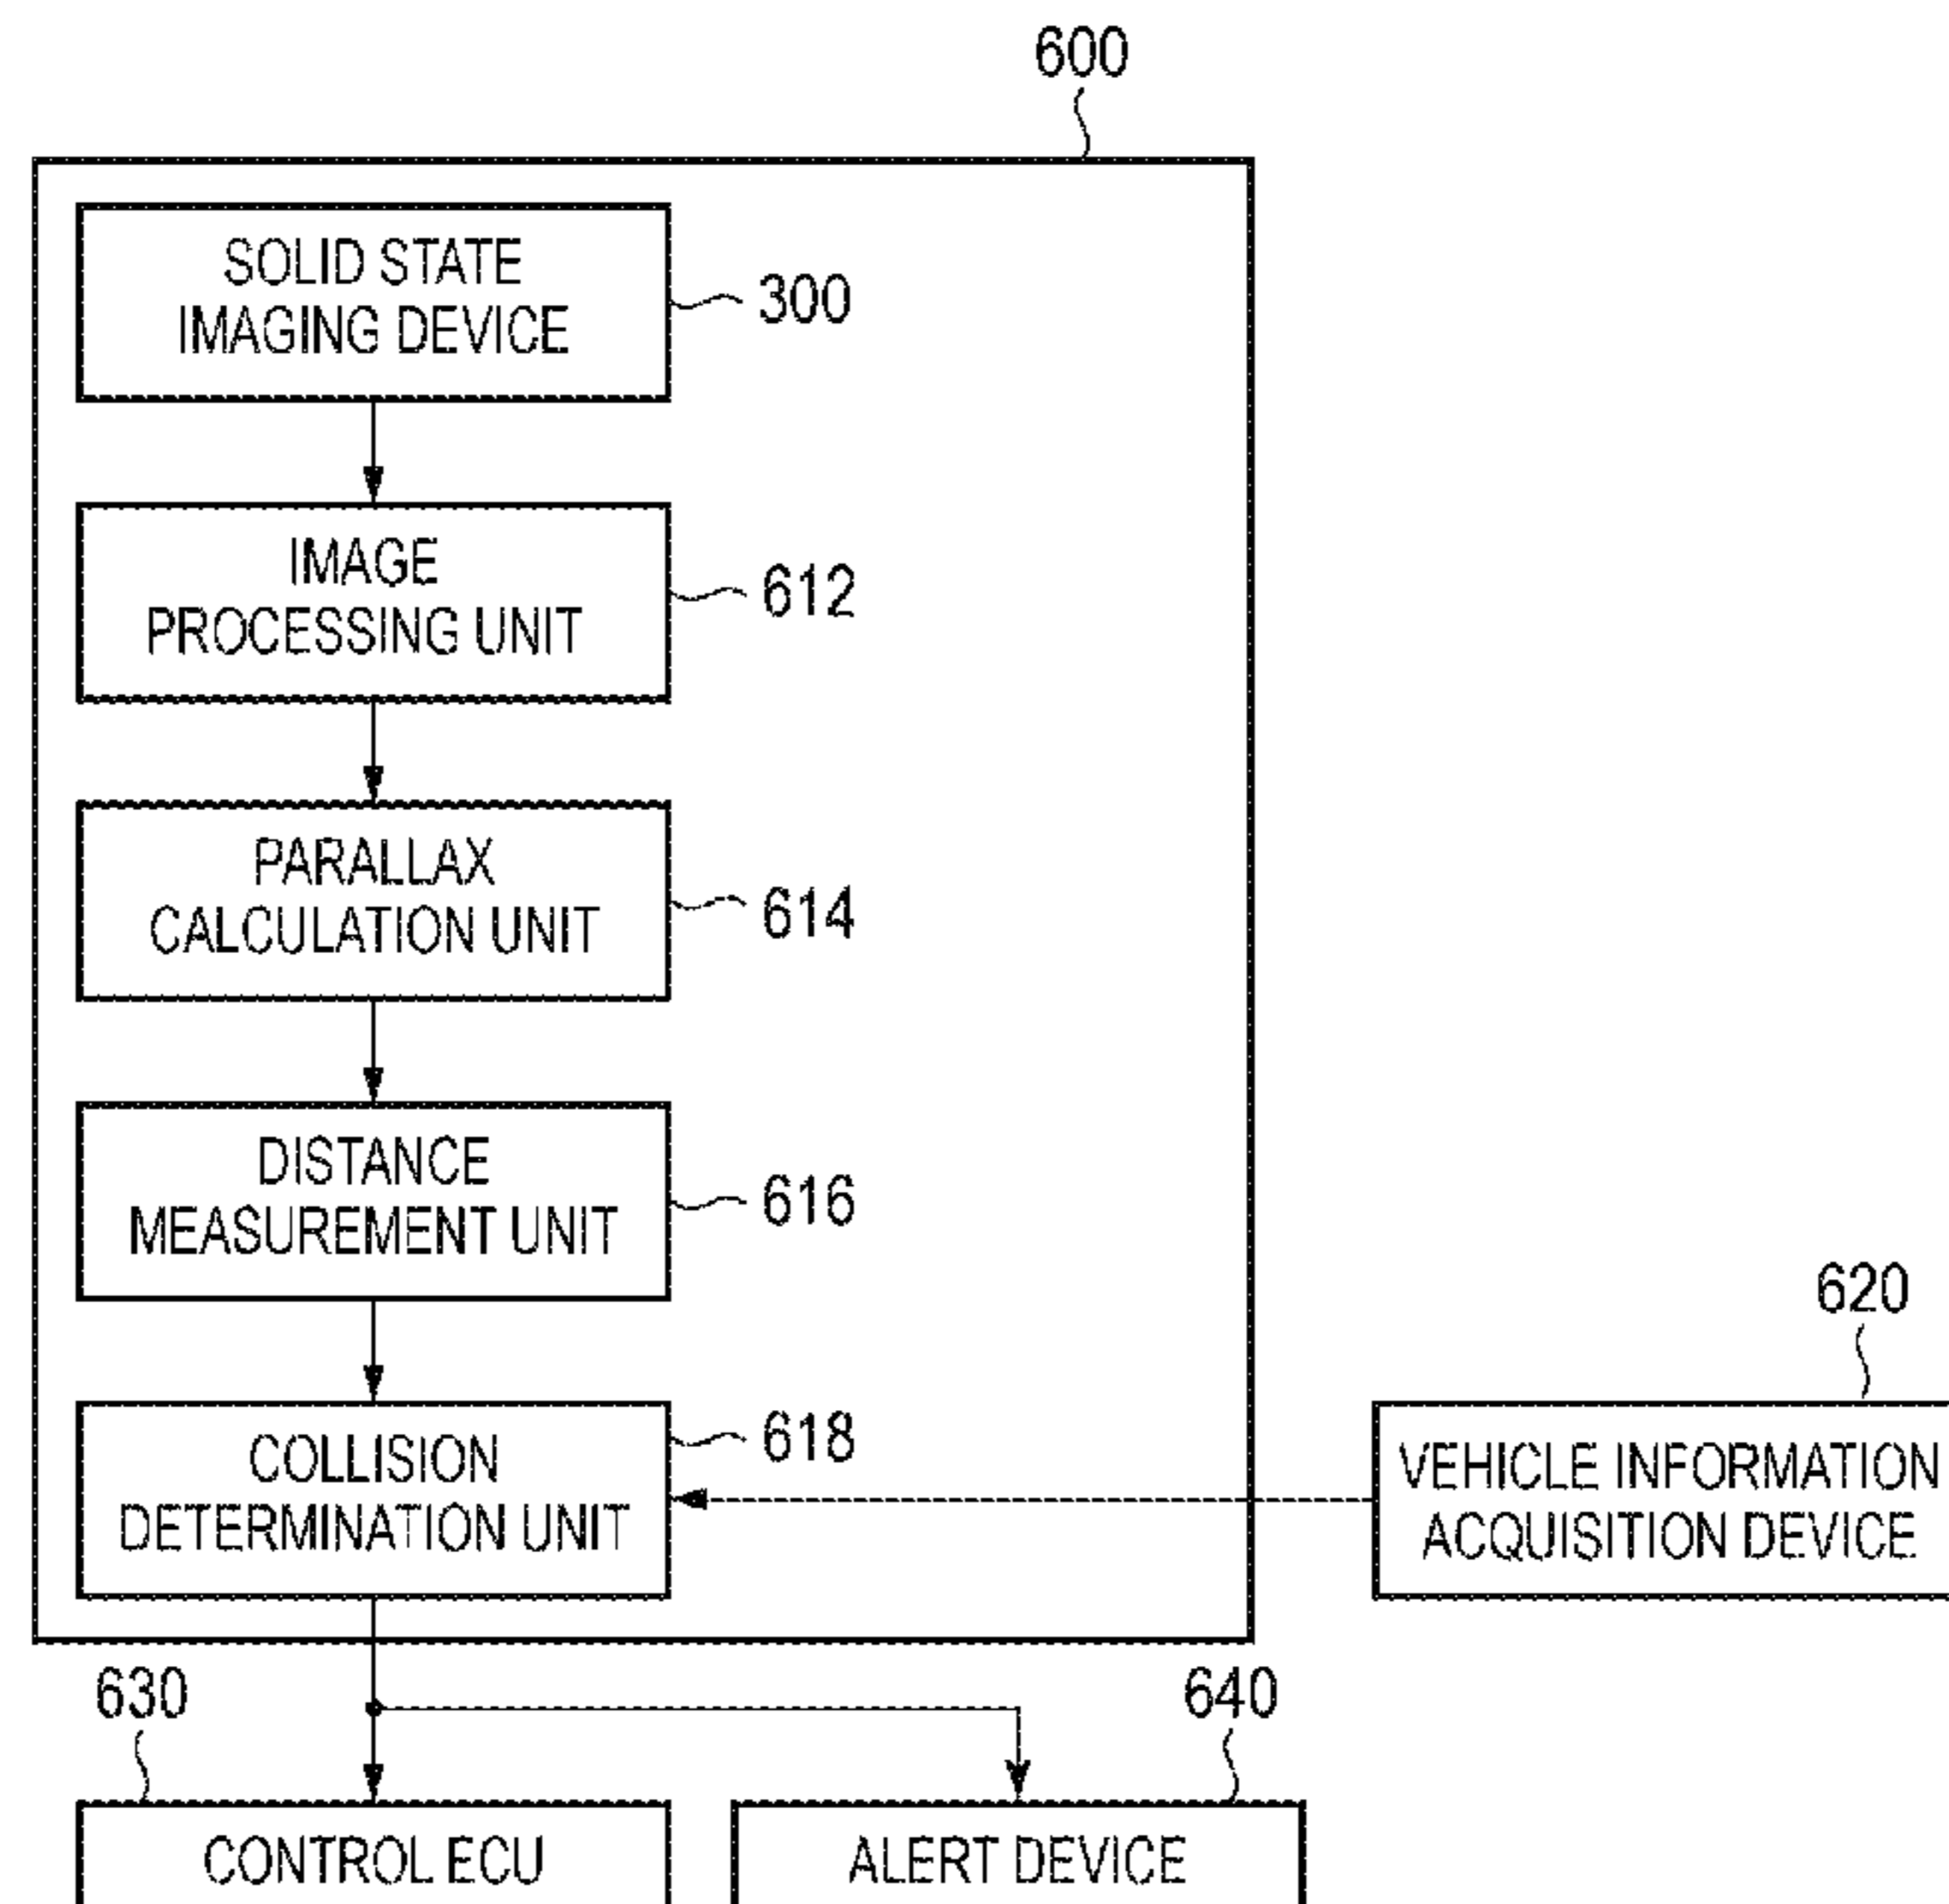 600
SOLID STATE
IMAGING DEVICE
300
IMAGE
PROCESSING UNIT
612
PARALLAX
CALCULATION UNIT
614
DISTANCE
MEASUREMENT UNIT
616
620
COLLISION
DETERMINATION UNIT
618
VEHICLE INFORMATION
ACQUISITION DEVICE
630
640
CONTROL ECU
ALERT DEVICE